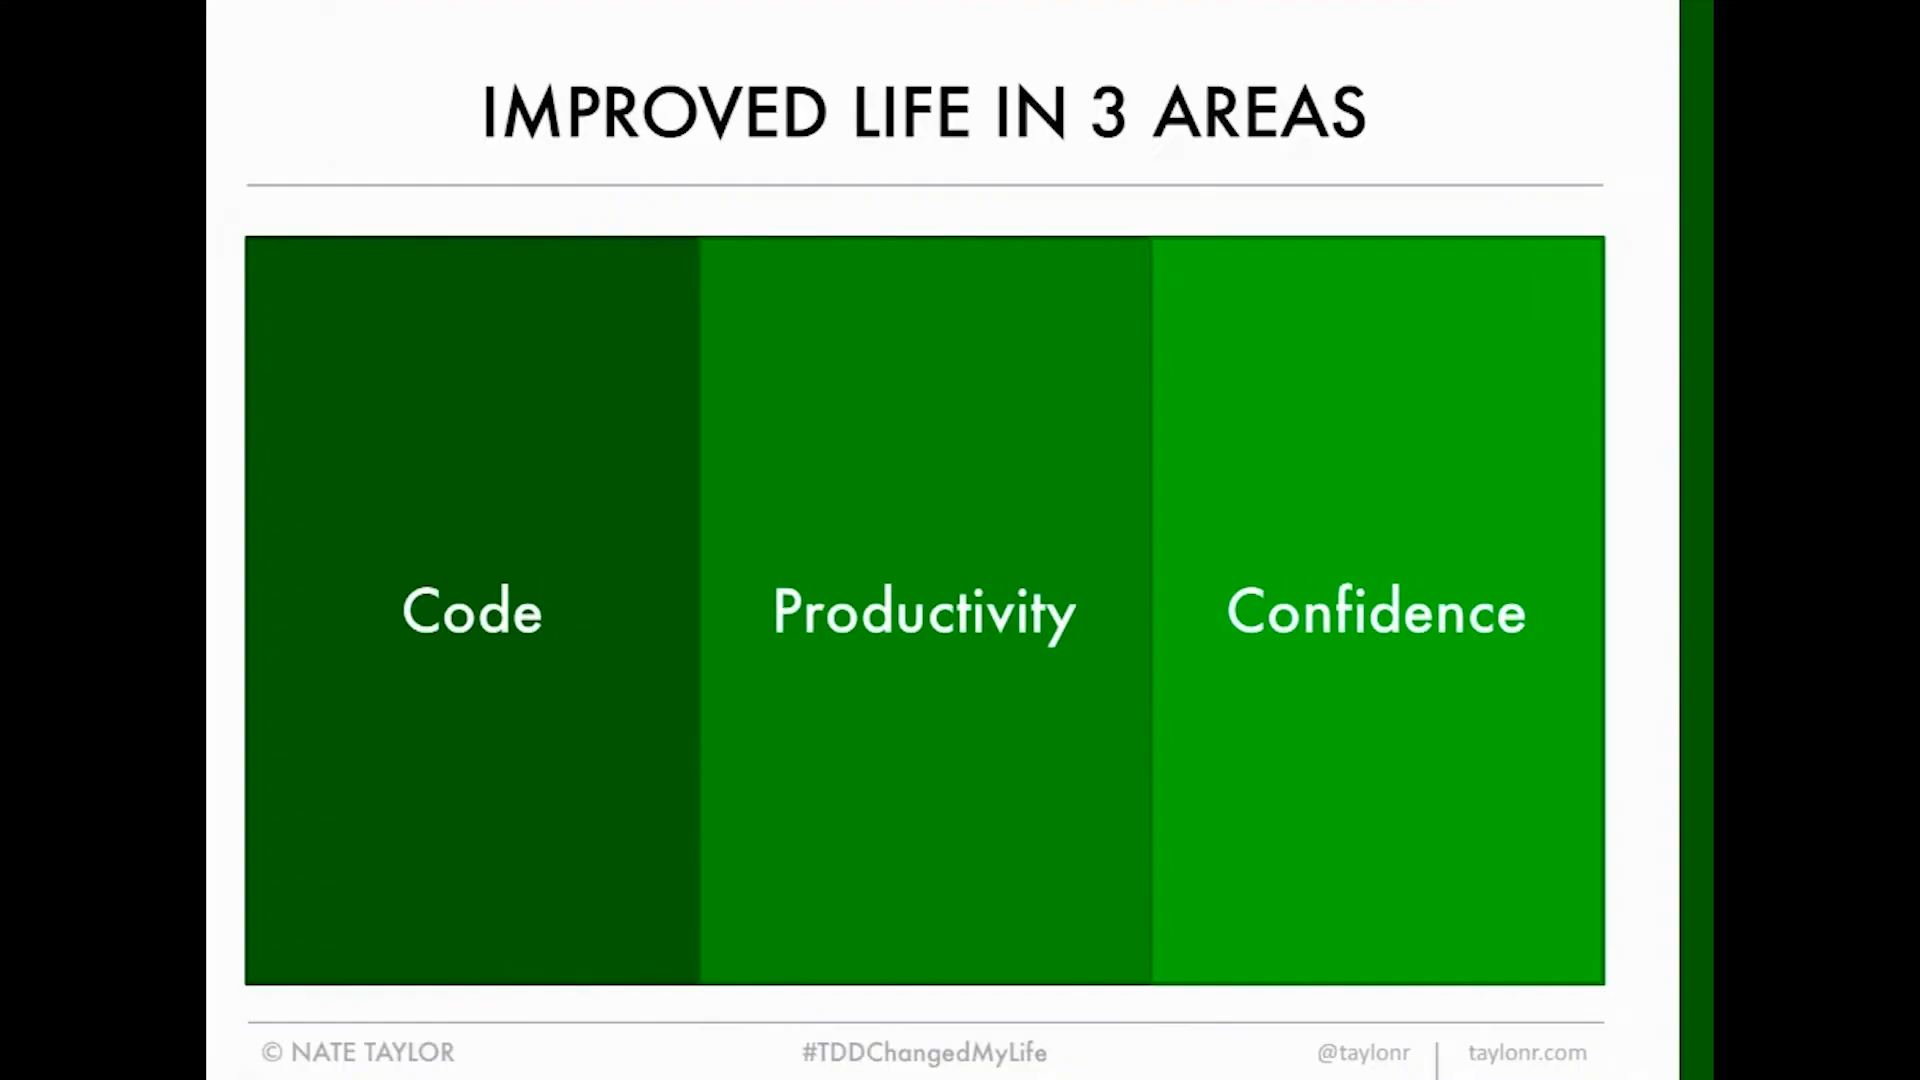 IMPROVED LIFE IN 3 AREAS
Code
Productivity
Confidence
© NATE TAYLOR
#TDDChangedMyLife
@taylonr
taylonr.com